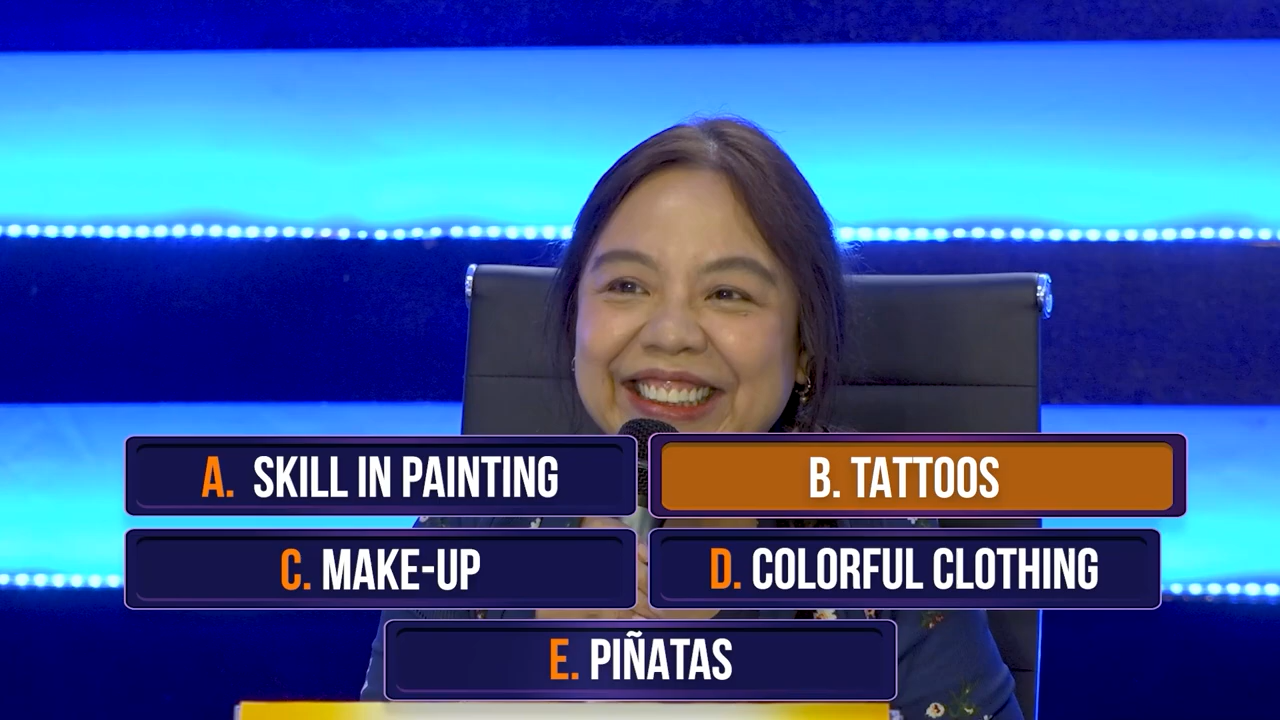 A. SKILL IN PAINTING
B. TATTOOS
C. MAKE-UP
D. COLORFUL CLOTHING
E. PIÑATAS